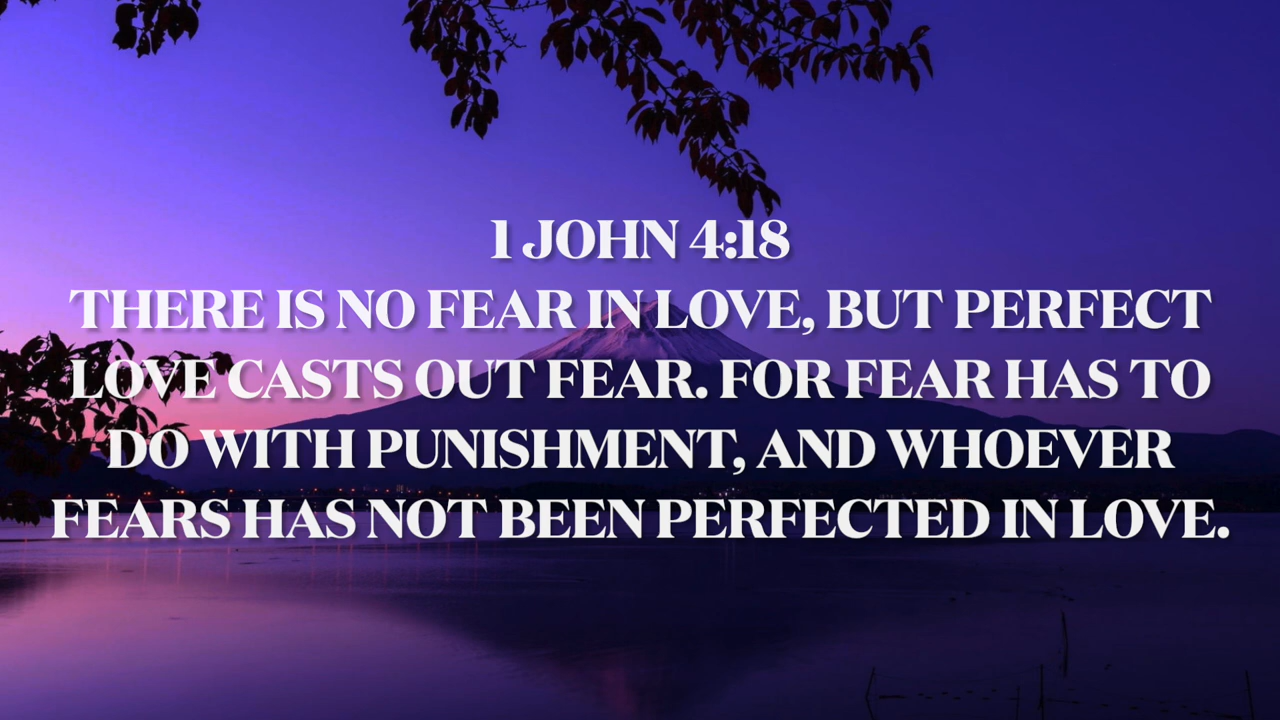 1 JOHN 4:18
THERE IS NO FEAR IN LOVE, BUT PERFECT
LOVE CASTS OUT FEAR. FOR FEAR HAS TO
DO WITH PUNISHMENT, AND WHOEVER
FEARS HAS NOT BEEN PERFECTED IN LOVE.